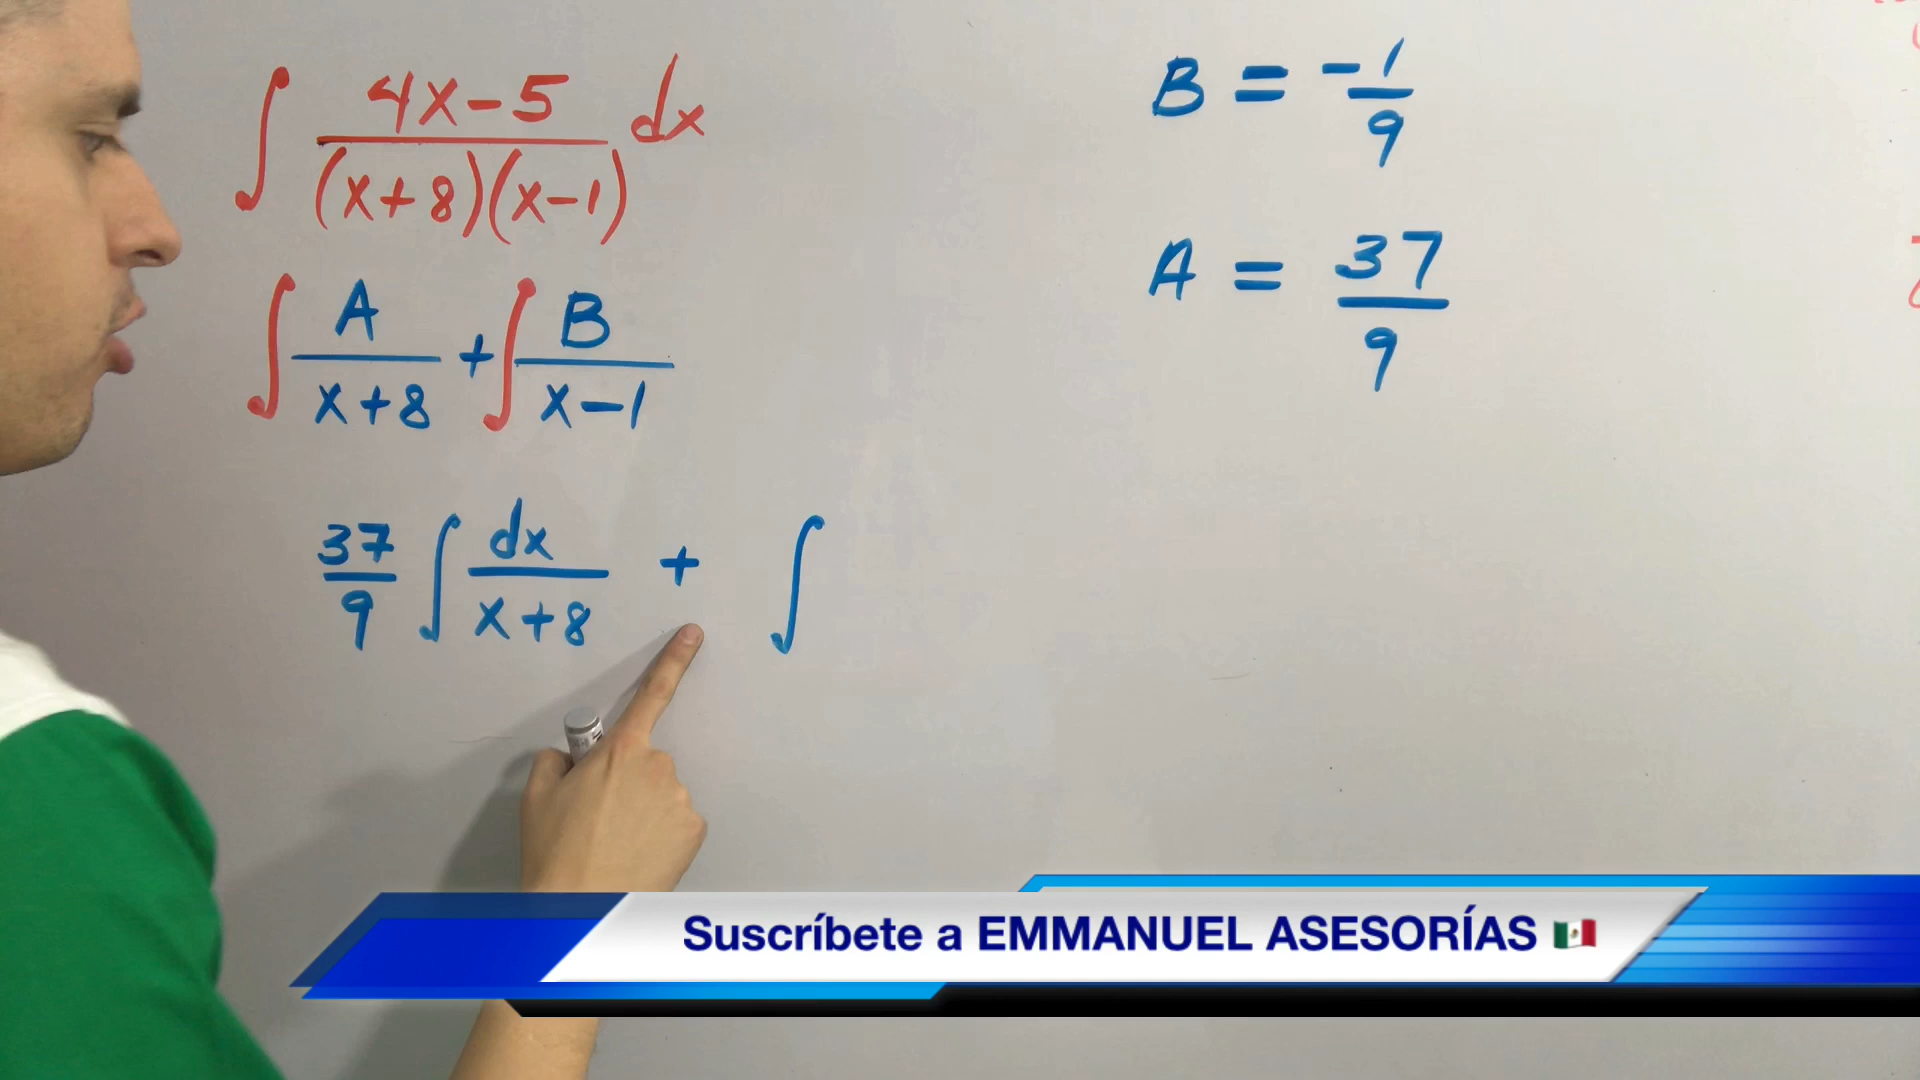 ∫ 4x-5 / (x+8)(x-1) dx
∫ A / x+8 + ∫ B / x-1
37/9 ∫ dx / x+8 + ∫
B = -1/9
A = 37/9
Suscríbete a EMMANUEL ASESORÍAS